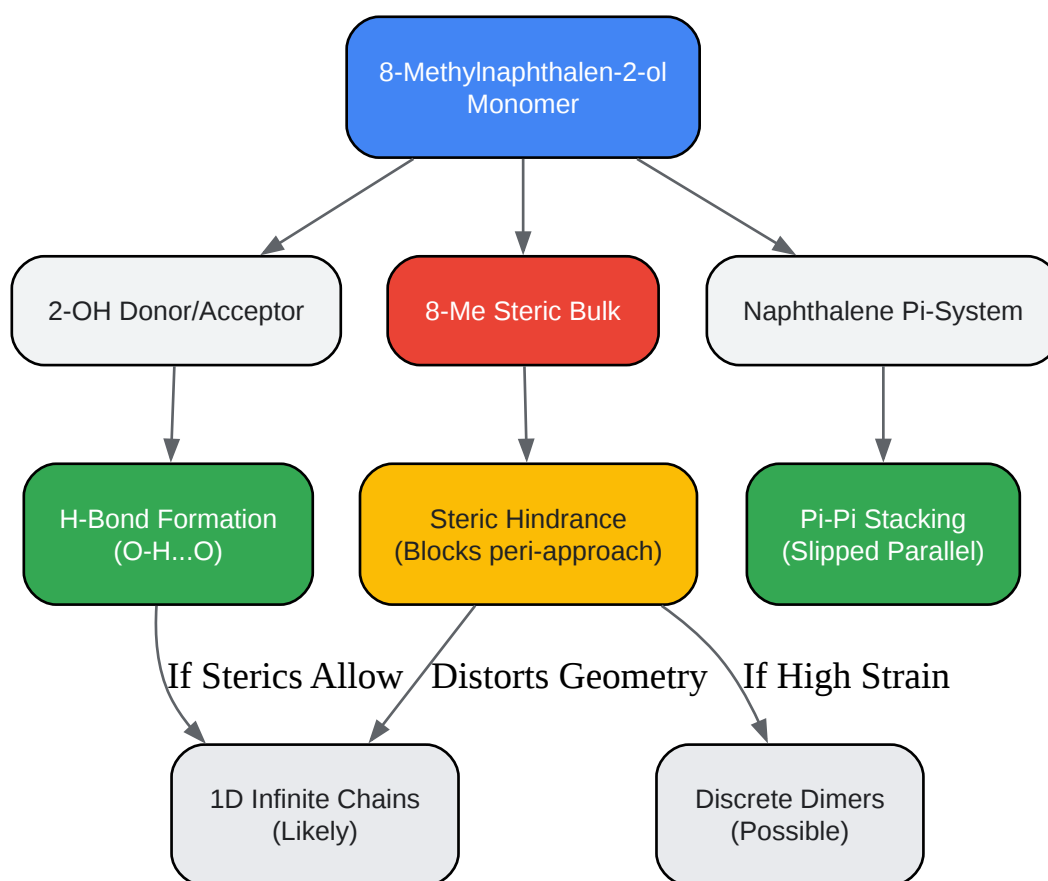 8-Methylnaphthalen-2-ol
Monomer
2-OH Donor/Acceptor
8-Me Steric Bulk
Naphthalene Pi-System
H-Bond Formation
(O-H...O)
Steric Hindrance
(Blocks peri-approach)
Pi-Pi Stacking
(Slipped Parallel)
If Sterics Allow
Distorts Geometry
If High Strain
1D Infinite Chains
(Likely)
Discrete Dimers
(Possible)